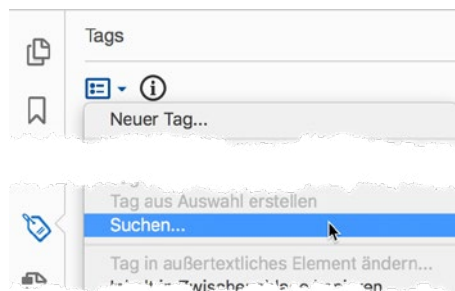 Tags
Neuer Tag...
Tag aus Auswahl erstellen
Suchen...
Tag in außertextliches Element ändern...